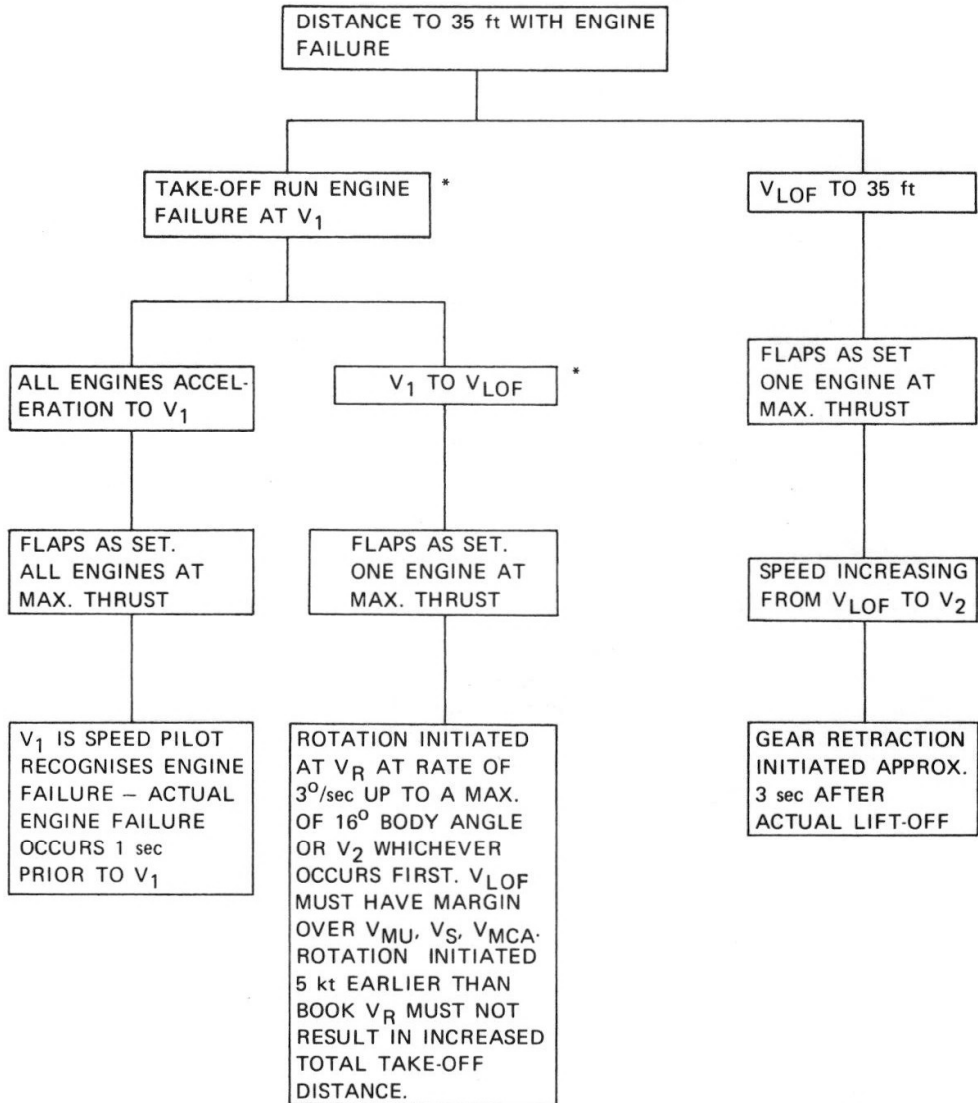 DISTANCE TO 35 ft WITH ENGINE
FAILURE
TAKE-OFF RUN ENGINE
FAILURE AT V1
*
VLOF TO 35 ft
ALL ENGINES ACCEL-
ERATION TO V1
V1 TO VLOF
*
FLAPS AS SET
ONE ENGINE AT
MAX. THRUST
FLAPS AS SET.
ALL ENGINES AT
MAX. THRUST
FLAPS AS SET.
ONE ENGINE AT
MAX. THRUST
SPEED INCREASING
FROM VLOF TO V2
V1 IS SPEED PILOT
RECOGNISES ENGINE
FAILURE – ACTUAL
ENGINE FAILURE
OCCURS 1 sec
PRIOR TO V1
ROTATION INITIATED
AT VR AT RATE OF
3°/sec UP TO A MAX.
OF 16° BODY ANGLE
OR V2 WHICHEVER
OCCURS FIRST. VLOF
MUST HAVE MARGIN
OVER VMU, VS, VMCA.
ROTATION INITIATED
5 kt EARLIER THAN
BOOK VR MUST NOT
RESULT IN INCREASED
TOTAL TAKE-OFF
DISTANCE.
GEAR RETRACTION
INITIATED APPROX.
3 sec AFTER
ACTUAL LIFT-OFF